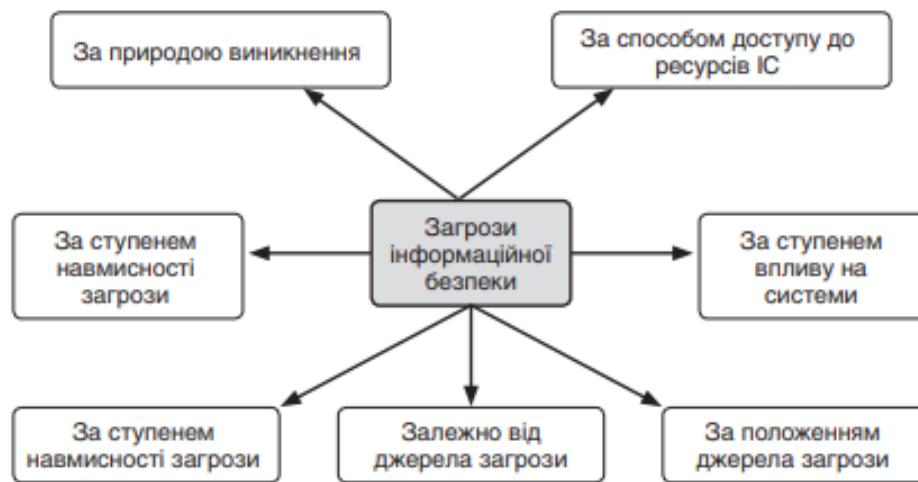 За природою виникнення
За способом доступу до
ресурсів ІС
За ступенем
навмисності
загрози
Загрози
інформаційної
безпеки
За ступенем
впливу на
системи
За ступенем
навмисності загрози
Залежно від
джерела загрози
За положенням
джерела загрози